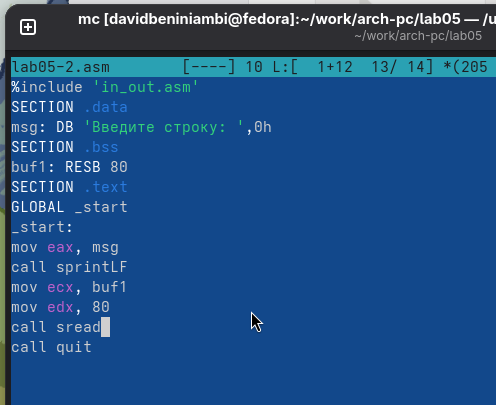 mc [davidbeniniambi@fedora]:~/work/arch-pc/lab05 — /u
~/work/arch-pc/lab05
lab05-2.asm [----] 10 L:[ 1+12 13/ 14] *(205
%include 'in_out.asm'
SECTION .data
msg: DB 'Введите строку: ',0h
SECTION .bss
buf1: RESB 80
SECTION .text
GLOBAL _start
_start:
mov eax, msg
call sprintLF
mov ecx, buf1
mov edx, 80
call sread
call quit